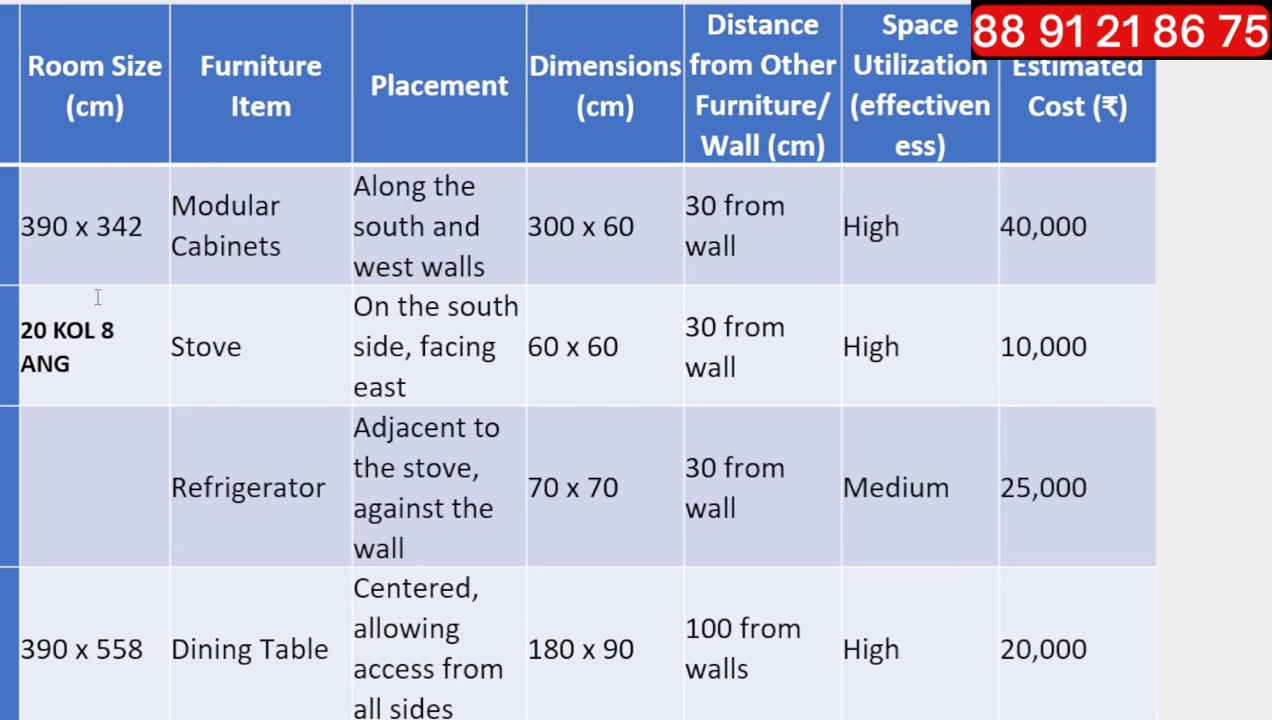 88 91 21 86 75
Room Size
(cm)
Furniture
Item
Placement
Dimensions
(cm)
Distance
from Other
Furniture/
Wall (cm)
Space
Utilization
(effectiven
ess)
Estimated
Cost (₹)
390 x 342
Modular
Cabinets
Along the
south and
west walls
300 x 60
30 from
wall
High
40,000
20 KOL 8
ANG
Stove
On the south
side, facing
east
60 x 60
30 from
wall
High
10,000
Refrigerator
Adjacent to
the stove,
against the
wall
70 x 70
30 from
wall
Medium
25,000
390 x 558
Dining Table
Centered,
allowing
access from
all sides
180 x 90
100 from
walls
High
20,000